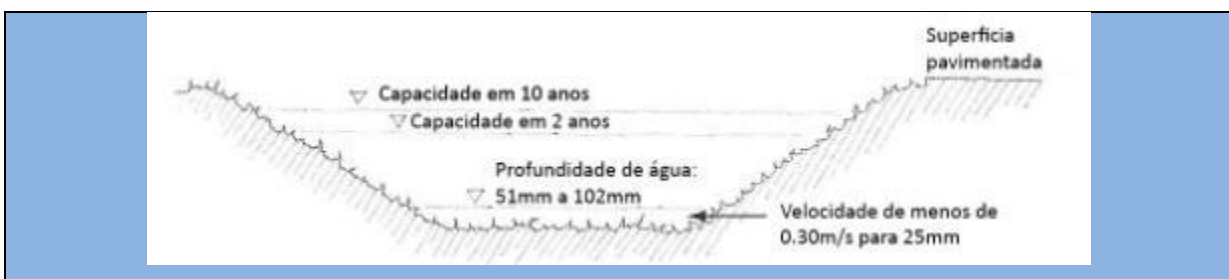 Superficia
pavimentada
Capacidade em 10 anos
Capacidade em 2 anos
Profundidade de água:
51mm a 102mm
Velocidade de menos de
0.30m/s para 25mm